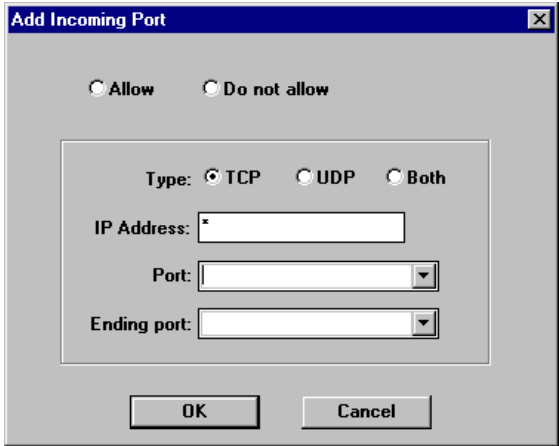 Add Incoming Port
Allow Do not allow
Type: TCP UDP Both
IP Address: *
Port:
Ending port:
OK Cancel